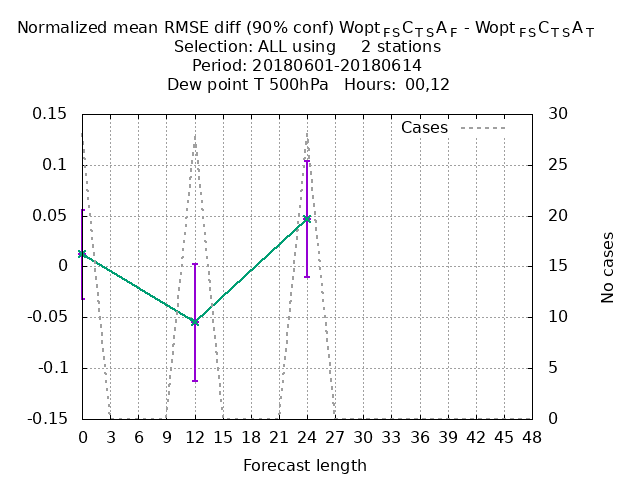 Normalized mean RMSE diff (90% conf) Wopt FS C TS A F - Wopt FS C TS A T
Selection: ALL using 2 stations
Period: 20180601-20180614
Dew point T 500hPa Hours: 00,12
Cases
0.15
0.1
0.05
0
-0.05
-0.1
-0.15
30
25
20
15
10
5
0
No cases
0 3 6 9 12 15 18 21 24 27 30 33 36 39 42 45 48
Forecast length